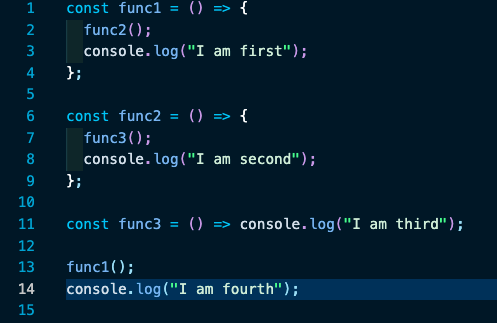 1 const func1 = () => {
2   func2();
3   console.log("I am first");
4 };
5
6 const func2 = () => {
7   func3();
8   console.log("I am second");
9 };
10
11 const func3 = () => console.log("I am third");
12
13 func1();
14 console.log("I am fourth");
15